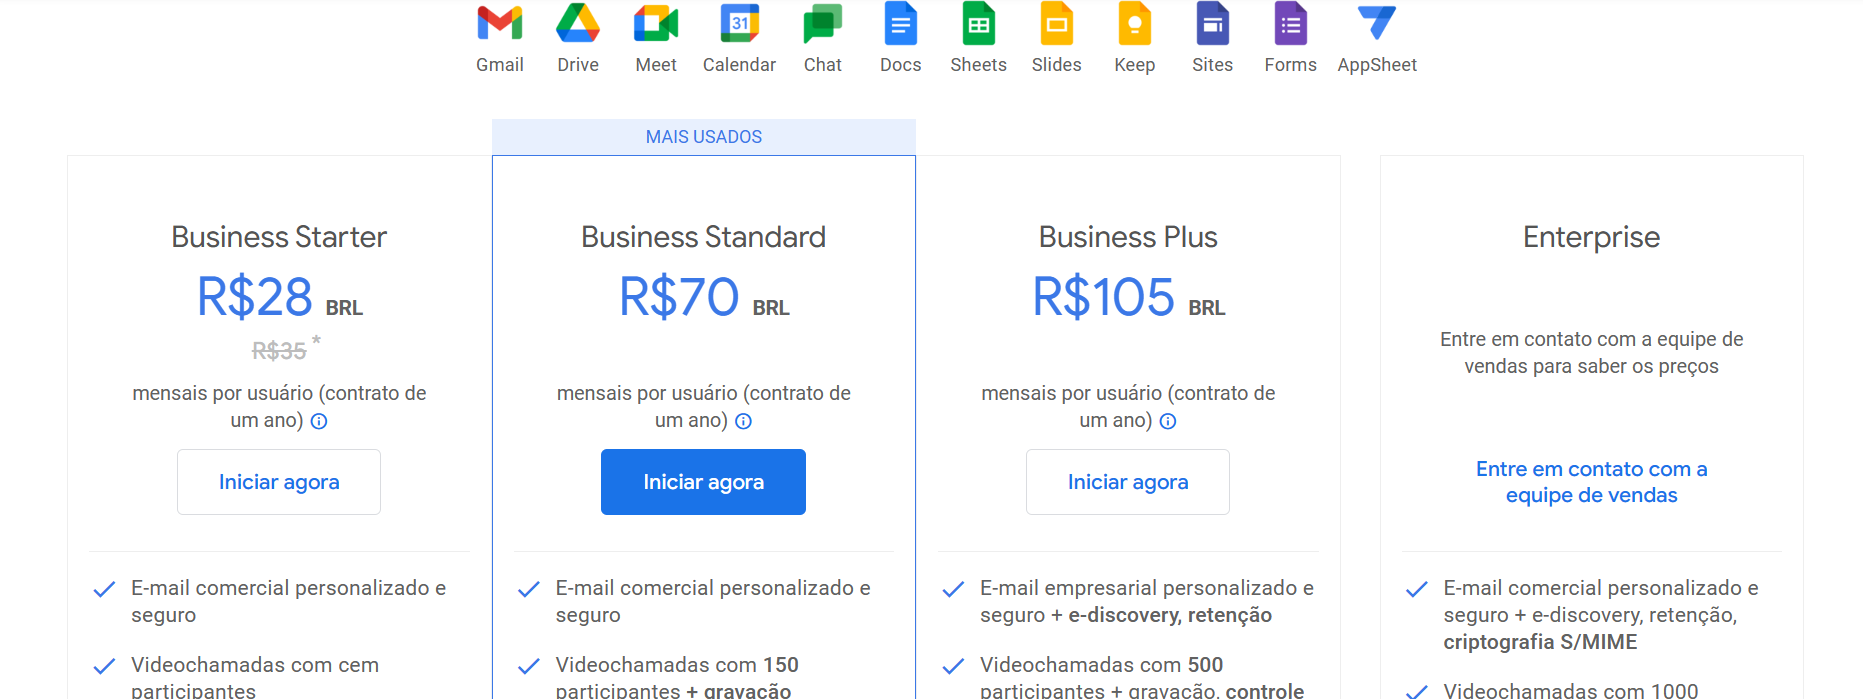 31
Gmail
Drive
Meet
Calendar
Chat
Docs
Sheets
Slides
Keep
Sites
Forms
AppSheet
MAIS USADOS
Business Starter
R$28 BRL
R$35 *
mensais por usuário (contrato de
um ano)
Iniciar agora
E-mail comercial personalizado e
seguro
Videochamadas com cem
participantes
Business Standard
R$70 BRL
mensais por usuário (contrato de
um ano)
Iniciar agora
E-mail comercial personalizado e
seguro
Videochamadas com 150
participantes + gravação
Business Plus
R$105 BRL
mensais por usuário (contrato de
um ano)
Iniciar agora
E-mail empresarial personalizado e
seguro + e-discovery, retenção
Videochamadas com 500
participantes + gravação, controle
Enterprise
Entre em contato com a equipe de
vendas para saber os preços
Entre em contato com a
equipe de vendas
E-mail comercial personalizado e
seguro + e-discovery, retenção,
criptografia S/MIME
Videochamadas com 1000